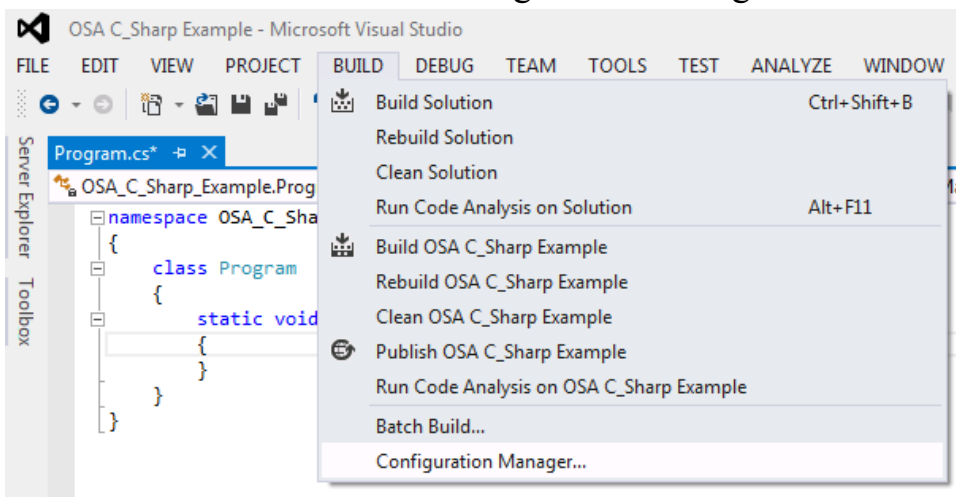 OSA C_Sharp Example - Microsoft Visual Studio
FILE EDIT VIEW PROJECT BUILD DEBUG TEAM TOOLS TEST ANALYZE WINDOW
Build Solution Ctrl+Shift+B
Rebuild Solution
Program.cs*
Clean Solution
OSA_C_Sharp_Example.Prog
Run Code Analysis on Solution Alt+F11
namespace OSA_C_Sha
{
Build OSA C_Sharp Example
class Program
Rebuild OSA C_Sharp Example
{
static void
Clean OSA C_Sharp Example
{
Publish OSA C_Sharp Example
}
Run Code Analysis on OSA C_Sharp Example
}
}
Batch Build...
Configuration Manager...
Server Explorer
Toolbox